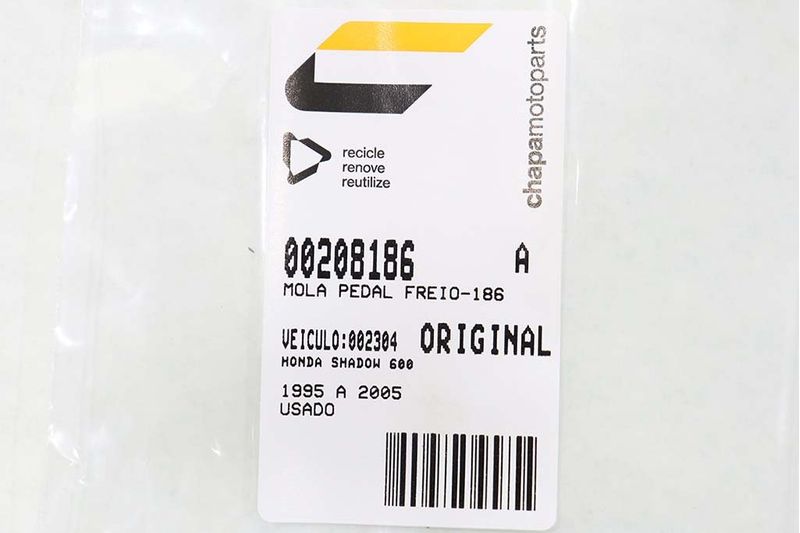 chapamotoparts
recicle
renove
reutilize
00208186 A
MOLA PEDAL FREIO-186
VEICULO:002304 ORIGINAL
HONDA SHADOW 600
1995 A 2005
USADO